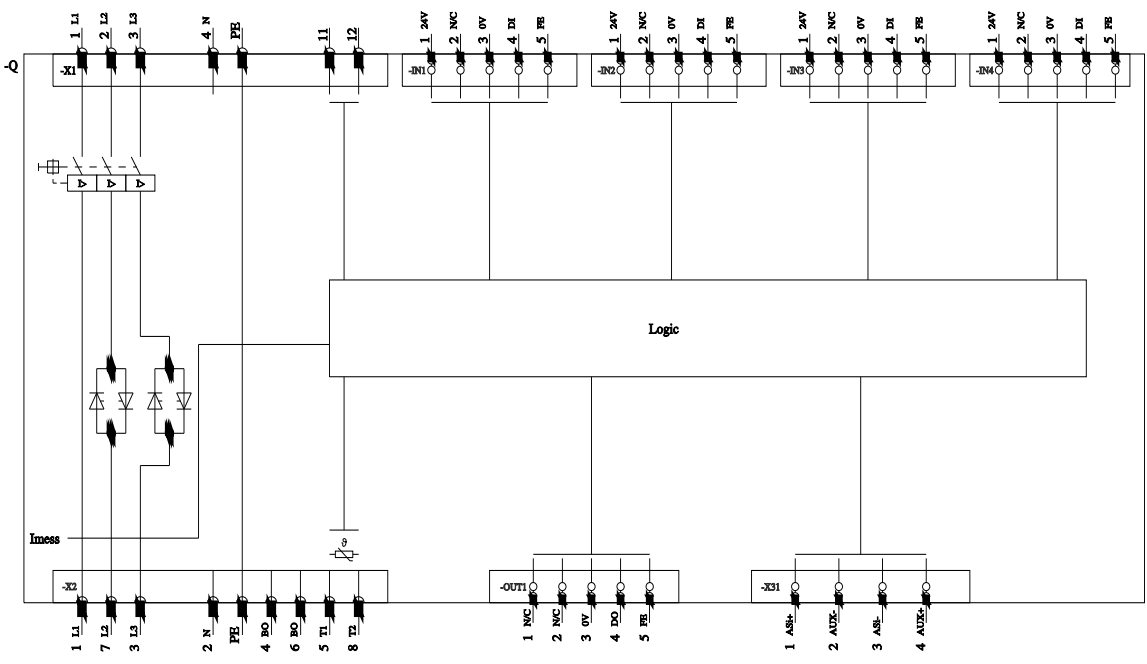 -Q
1 L1
2 L2
3 L3
4 N
PE
11
12
-X1
1 24V
2 N/C
3 0V
4 DI
5 FE
-IN1
1 24V
2 N/C
3 0V
4 DI
5 FE
-IN2
1 24V
2 N/C
3 0V
4 DI
5 FE
-IN3
1 24V
2 N/C
3 0V
4 DI
5 FE
-IN4
Logic
Imess
ϑ
-X2
1 L1
7 L2
3 L3
2 N
PE
4 BO
6 BO
5 T1
8 T2
-OUT1
1 N/C
2 N/C
3 0V
4 DO
5 FE
-X31
1 ASi+
2 AUX-
3 ASi-
4 AUX+